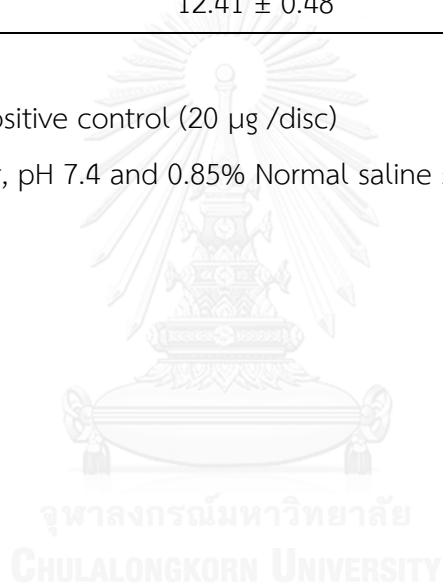 12.41 ± 0.48
ositive control (20 µg /disc)
, pH 7.4 and 0.85% Normal saline
จุฬาลงกรณ์มหาวิทยาลัย
CHULALONGKORN UNIVERSITY